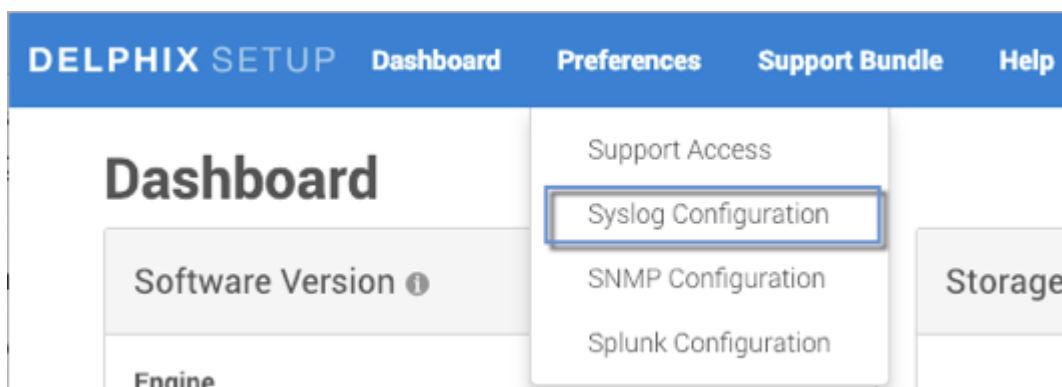 DELPHIX SETUP Dashboard Preferences Support Bundle Help
Support Access
Dashboard
Syslog Configuration
Software Version
SNMP Configuration
Storage
Splunk Configuration
Engine